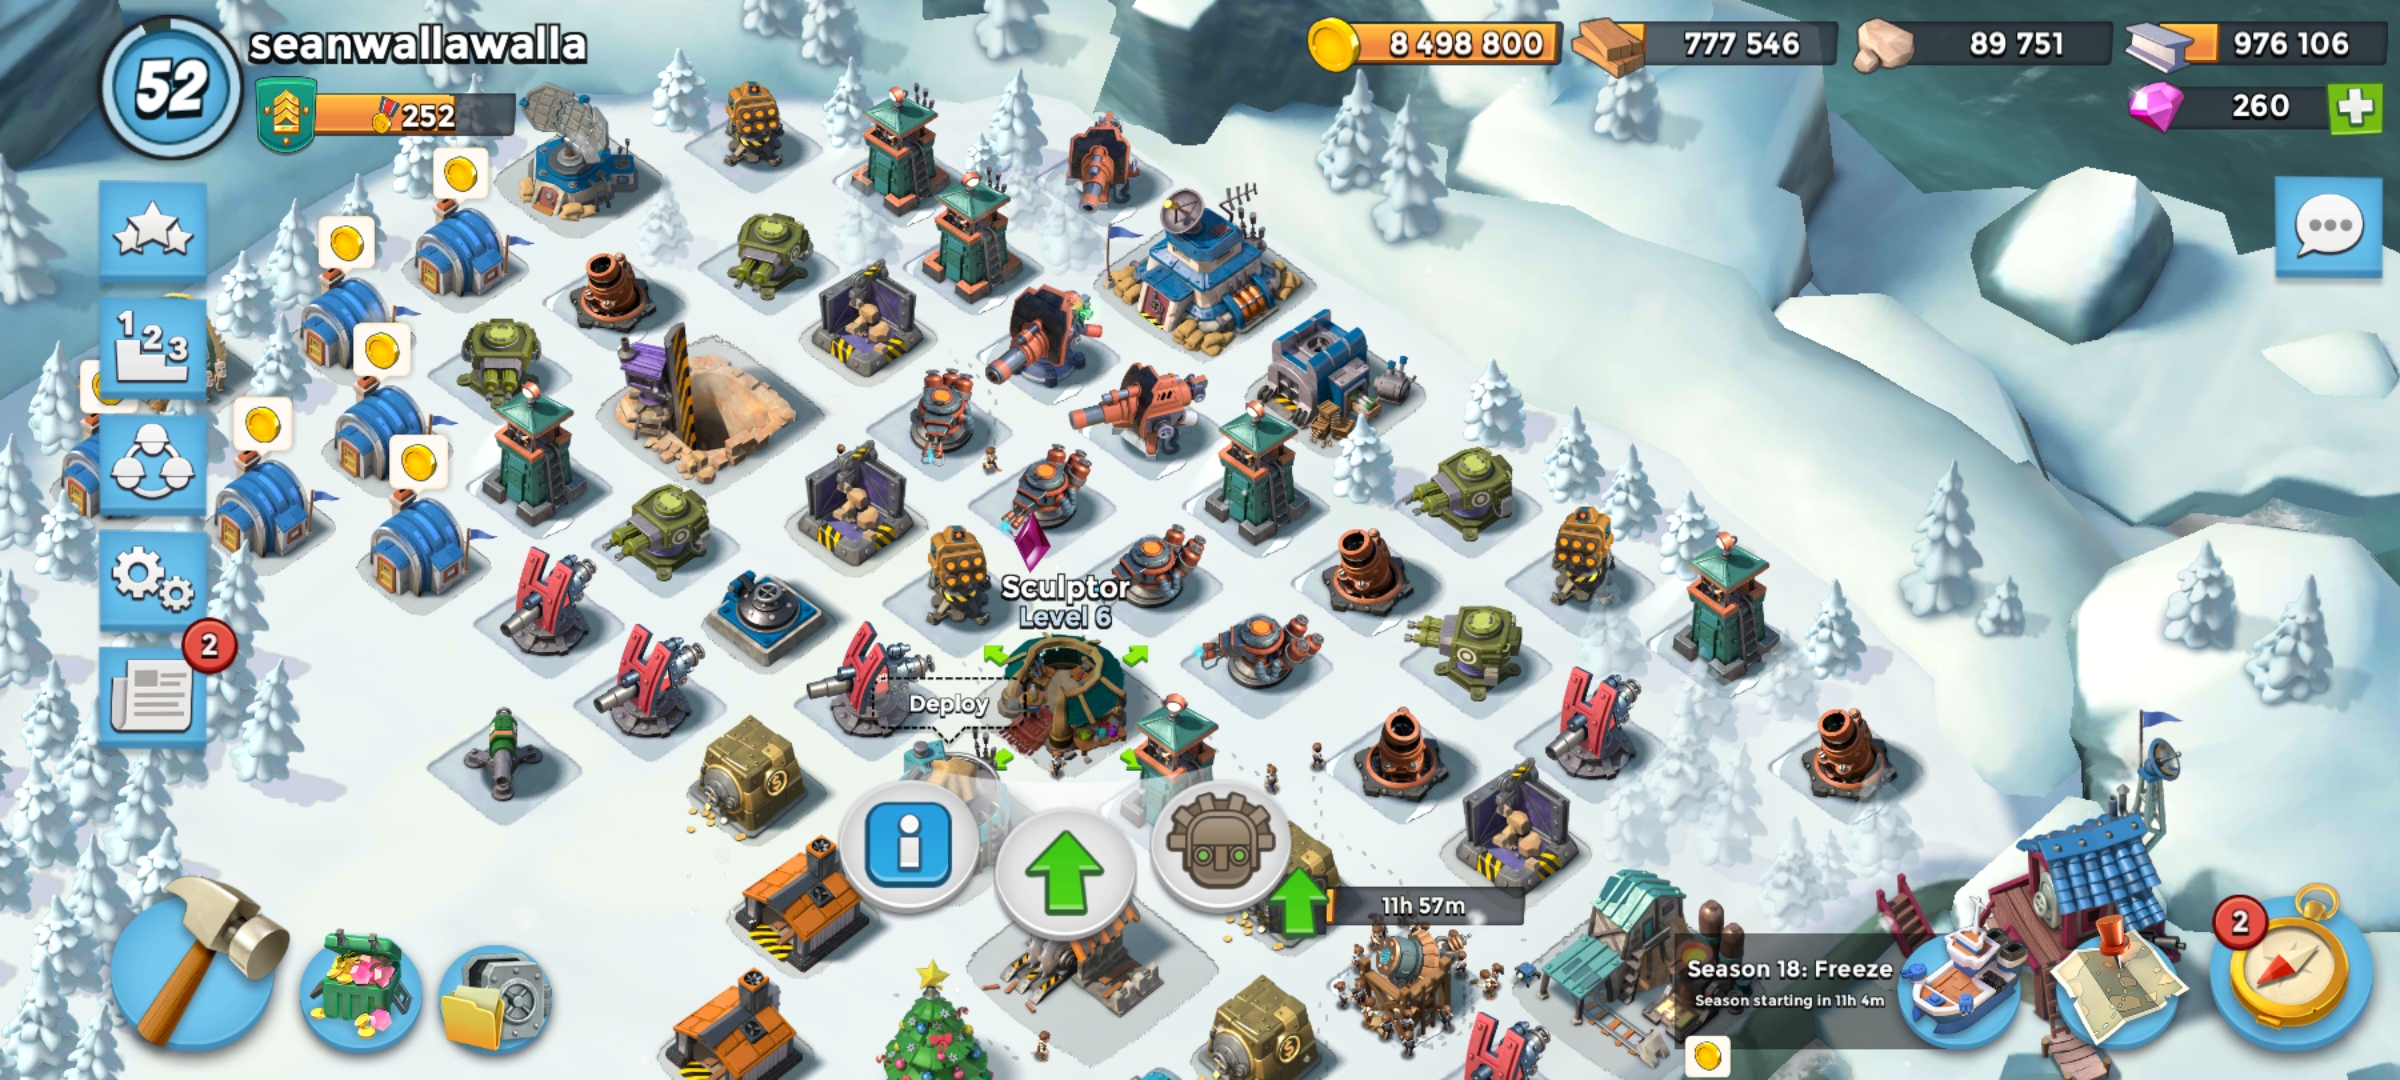 52
seanwallawalla
252
8 498 800
777 546
89 751
976 106
260
1 2 3
2
Sculptor
Level 6
Deploy
i
11h 57m
Season 18: Freeze
Season starting in 11h 4m
2